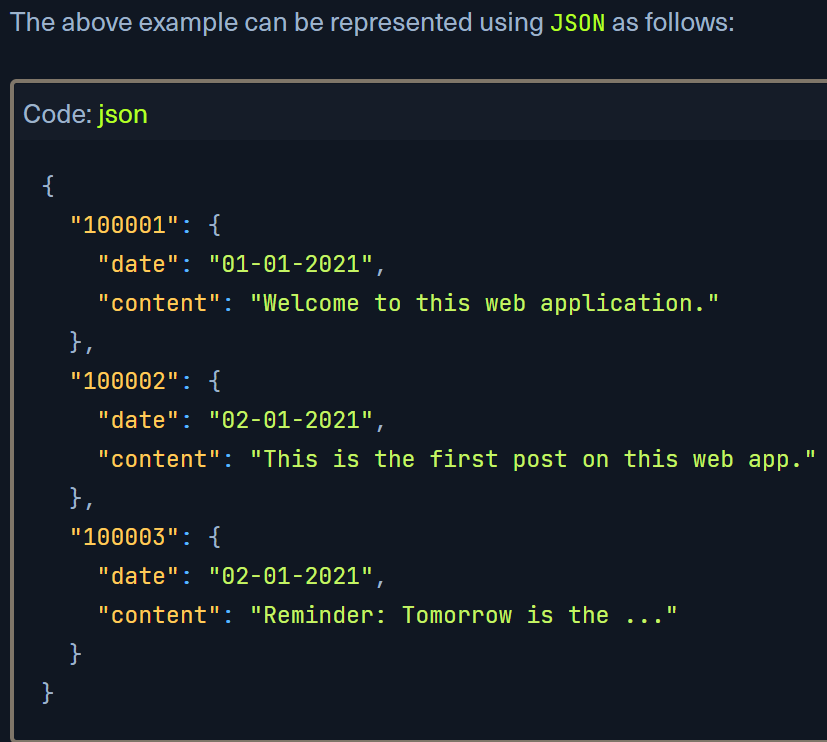 The above example can be represented using JSON as follows:
Code: json
{
  "100001": {
    "date": "01-01-2021",
    "content": "Welcome to this web application."
  },
  "100002": {
    "date": "02-01-2021",
    "content": "This is the first post on this web app."
  },
  "100003": {
    "date": "02-01-2021",
    "content": "Reminder: Tomorrow is the ..."
  }
}